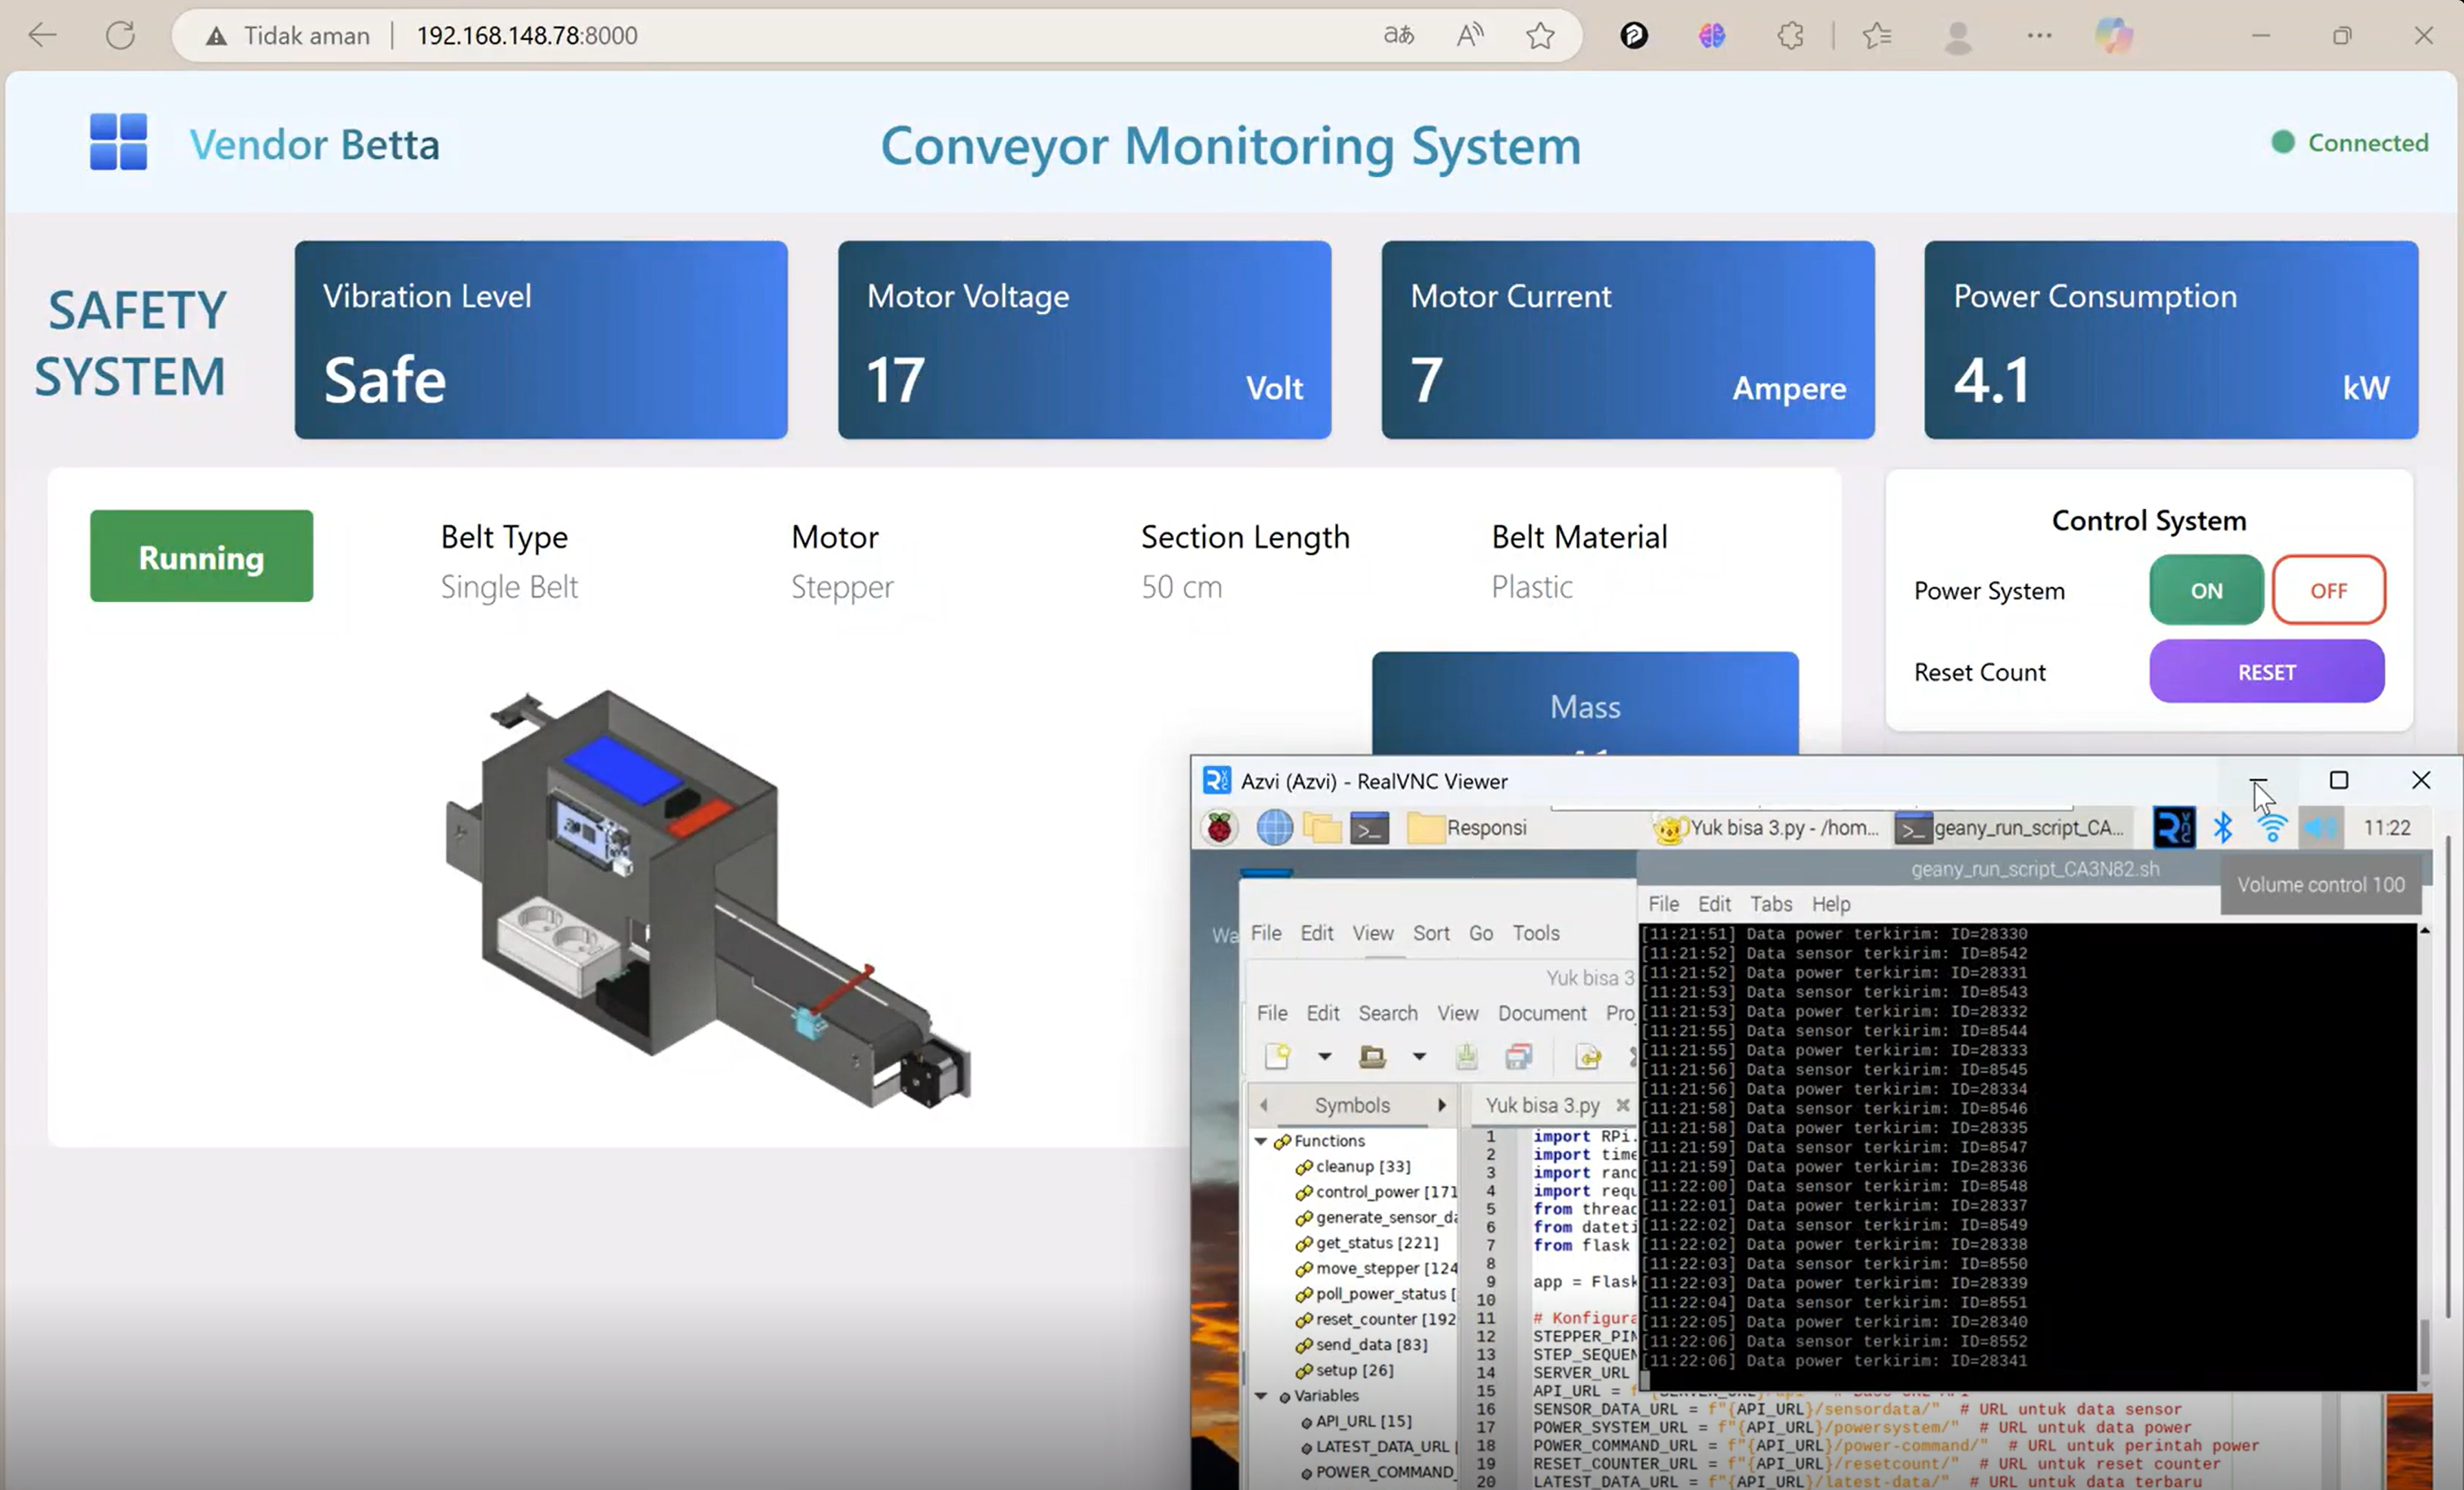 Tidak aman
192.168.148.78:8000
Vendor Betta
Conveyor Monitoring System
Connected
SAFETY
SYSTEM
Vibration Level
Safe
Motor Voltage
17
Volt
Motor Current
7
Ampere
Power Consumption
4.1
kW
Running
Belt Type
Single Belt
Motor
Stepper
Section Length
50 cm
Belt Material
Plastic
Control System
Power System
ON
OFF
Reset Count
RESET
Mass
Azvi (Azvi) - RealVNC Viewer
Responsi
Yuk bisa 3.py - /hom...
geany_run_script_CA...
11:22
geany_run_script_CA3N82.sh
Volume control 100
File Edit Tabs Help
[11:21:51] Data power terkirim: ID=28330
[11:21:52] Data sensor terkirim: ID=8542
[11:21:52] Data power terkirim: ID=28331
[11:21:53] Data sensor terkirim: ID=8543
[11:21:53] Data power terkirim: ID=28332
[11:21:55] Data sensor terkirim: ID=8544
[11:21:55] Data power terkirim: ID=28333
[11:21:56] Data sensor terkirim: ID=8545
[11:21:56] Data power terkirim: ID=28334
[11:21:58] Data sensor terkirim: ID=8546
[11:21:58] Data power terkirim: ID=28335
[11:21:59] Data sensor terkirim: ID=8547
[11:21:59] Data power terkirim: ID=28336
[11:22:00] Data sensor terkirim: ID=8548
[11:22:01] Data power terkirim: ID=28337
[11:22:02] Data sensor terkirim: ID=8549
[11:22:02] Data power terkirim: ID=28338
[11:22:03] Data sensor terkirim: ID=8550
[11:22:03] Data power terkirim: ID=28339
[11:22:04] Data sensor terkirim: ID=8551
[11:22:05] Data power terkirim: ID=28340
[11:22:06] Data sensor terkirim: ID=8552
[11:22:06] Data power terkirim: ID=28341
Wa
File Edit View Sort Go Tools
Yuk bisa 3
File Edit Search View Document Pro
Symbols
Yuk bisa 3.py
Functions
cleanup [33]
control_power [171
generate_sensor_da
get_status [221]
move_stepper [124
poll_power_status [
reset_counter [192
send_data [83]
setup [26]
Variables
API_URL [15]
LATEST_DATA_URL [
POWER_COMMAND_
1 import RPi.
2 import time
3 import rand
4 import requ
5 from thread
6 from dateti
7 from flask
8
9 app = Flask
10
11 # Konfigura
12 STEPPER_PIN
13 STEP_SEQUEN
14 SERVER_URL
15 API_URL = f
16 SENSOR_DATA_URL = f"{API_URL}/sensordata/" # URL untuk data sensor
17 POWER_SYSTEM_URL = f"{API_URL}/powersystem/" # URL untuk data power
18 POWER_COMMAND_URL = f"{API_URL}/power-command/" # URL untuk perintah power
19 RESET_COUNTER_URL = f"{API_URL}/resetcount/" # URL untuk reset counter
20 LATEST_DATA_URL = f"{API_URL}/latest-data/" # URL untuk data terbaru